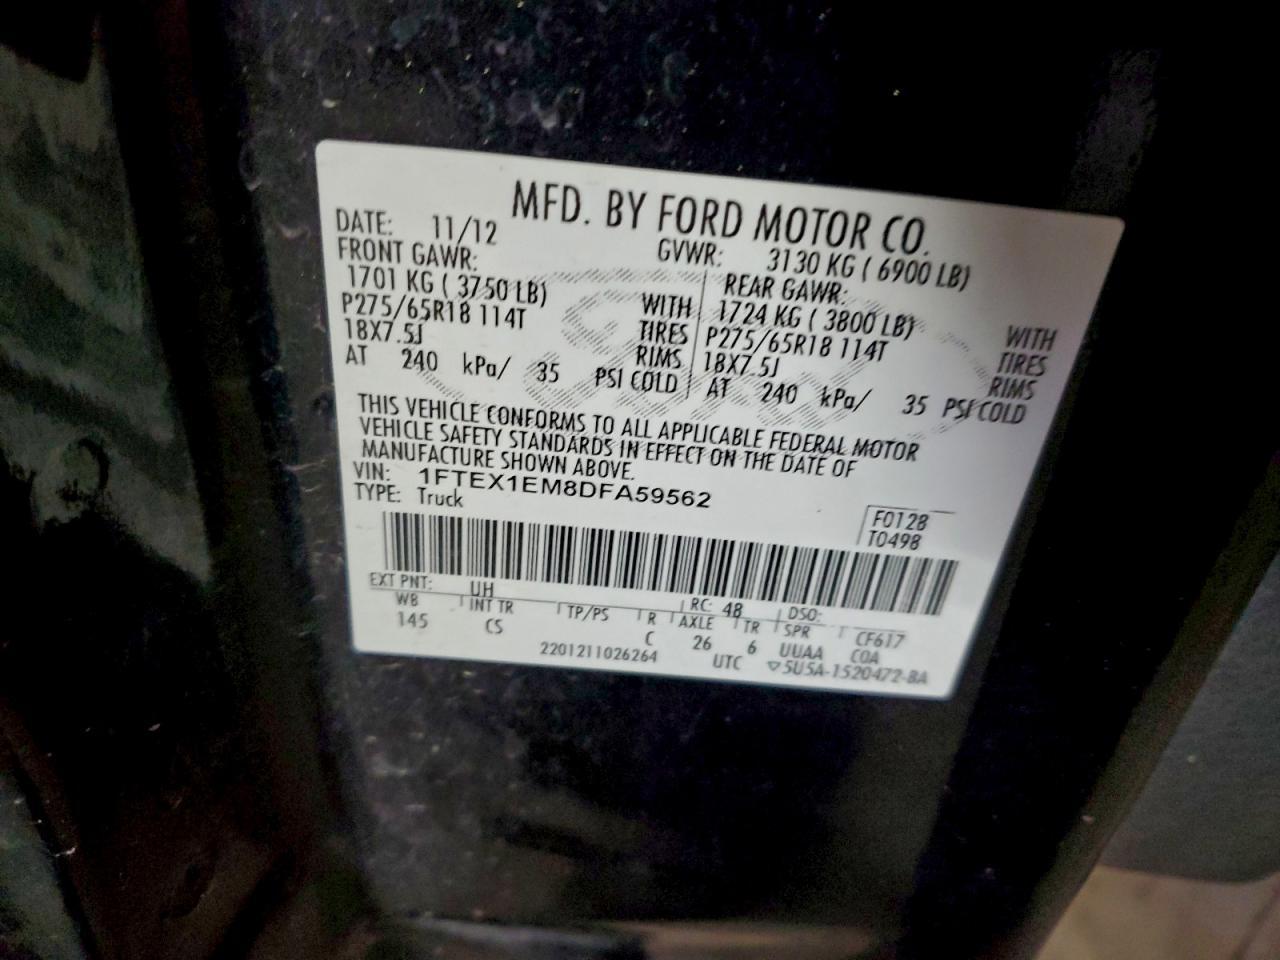 MFD. BY FORD MOTOR CO.
DATE: 11/12 GVWR: 3130 KG ( 6900 LB)
FRONT GAWR: REAR GAWR:
1701 KG ( 3750 LB) WITH 1724 KG ( 3800 LB) WITH
P275/65R18 114T TIRES P275/65R18 114T TIRES
18X7.5J RIMS 18X7.5J RIMS
AT 240 kPa/ 35 PSI COLD AT 240 kPa/ 35 PSI COLD
THIS VEHICLE CONFORMS TO ALL APPLICABLE FEDERAL MOTOR
VEHICLE SAFETY STANDARDS IN EFFECT ON THE DATE OF
MANUFACTURE SHOWN ABOVE.
VIN: 1FTEX1EM8DFA59562
TYPE: Truck
F0128
T0498
EXT PNT: UH RC: 48 DSO:
WB INT TR TP/PS R AXLE TR SPR CF617
145 CS C 26 6 UUAA COA
2201211026264 UTC ▽5U5A-1520472-BA